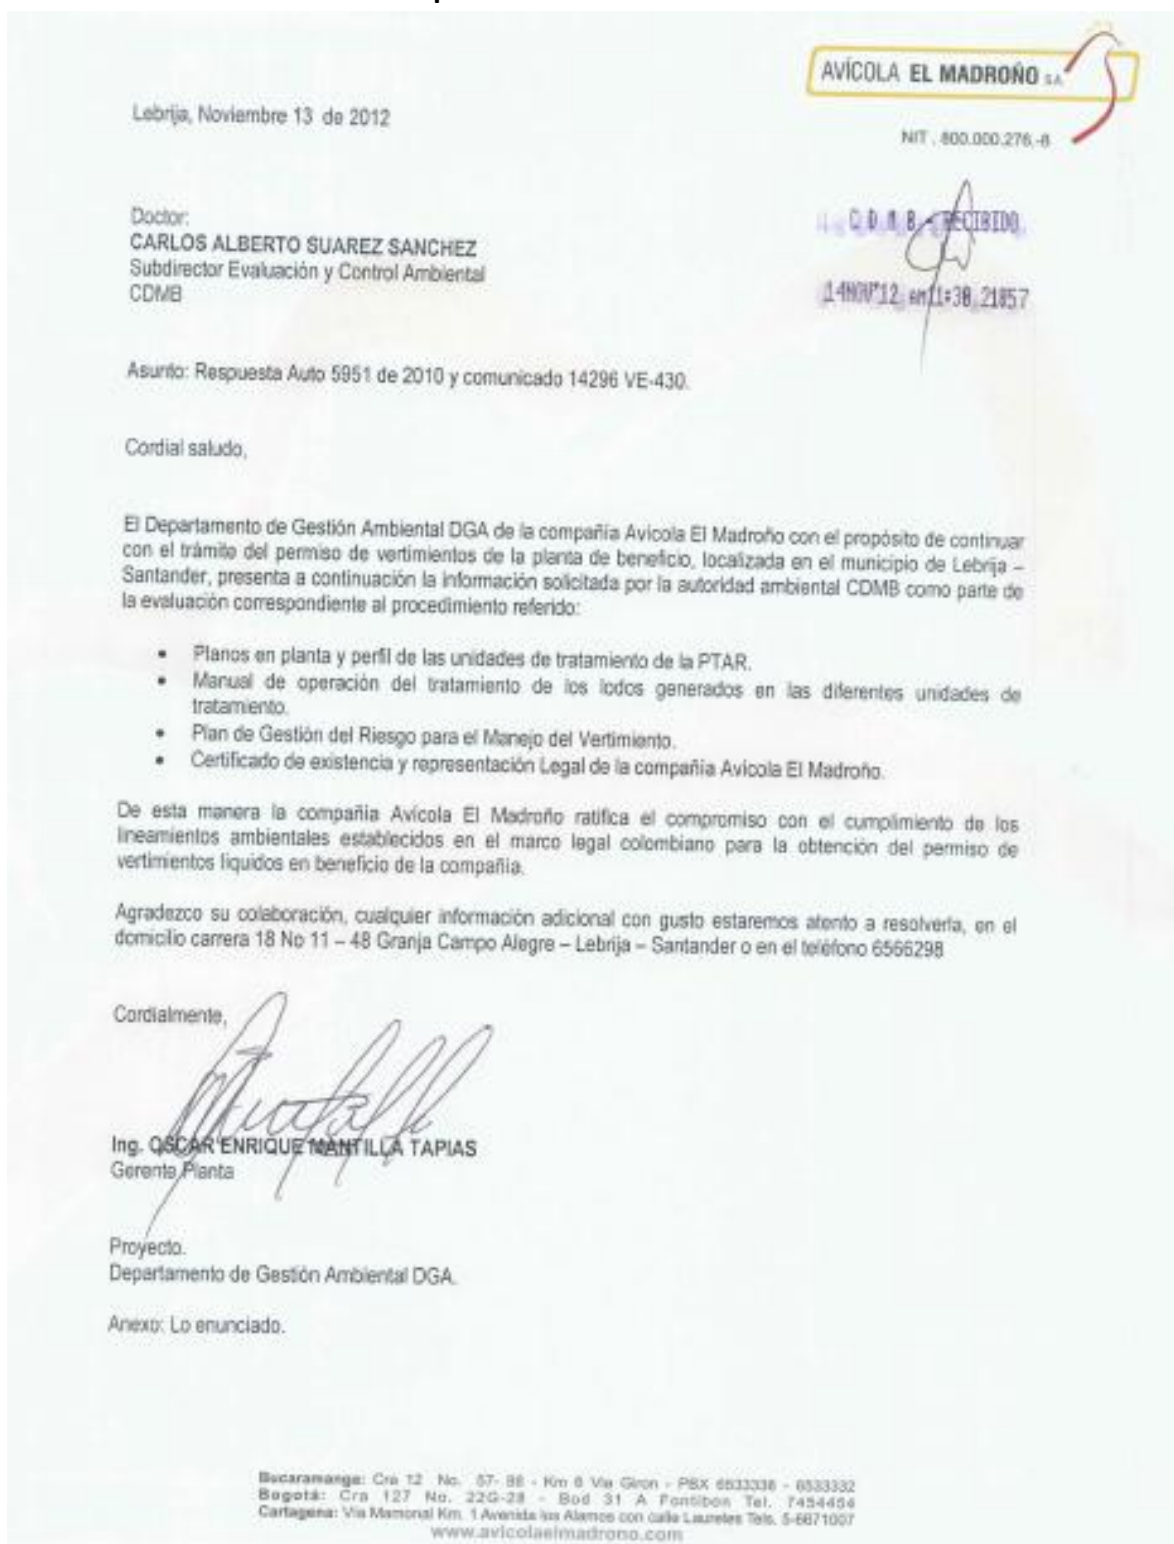 AVÍCOLA EL MADROÑO S.A.
Lebrija, Noviembre 13 de 2012
NIT . 800.000.276.-8
Doctor:
CARLOS ALBERTO SUAREZ SANCHEZ
Subdirector Evaluación y Control Ambiental
CDMB
C D M B - RECIBIDO
14NOV'12 am11:30 21857
Asunto: Respuesta Auto 5951 de 2010 y comunicado 14296 VE-430.
Cordial saludo,
El Departamento de Gestión Ambiental DGA de la compañía Avicola El Madroño con el propósito de continuar
con el trámite del permiso de vertimientos de la planta de beneficio, localizada en el municipio de Lebrija –
Santander, presenta a continuación la información solicitada por la autoridad ambiental CDMB como parte de
la evaluación correspondiente al procedimiento referido:
• Planos en planta y perfil de las unidades de tratamiento de la PTAR.
• Manual de operación del tratamiento de los lodos generados en las diferentes unidades de
tratamiento.
• Plan de Gestión del Riesgo para el Manejo del Vertimiento.
• Certificado de existencia y representación Legal de la compañía Avicola El Madroño.
De esta manera la compañía Avicola El Madroño ratifica el compromiso con el cumplimiento de los
lineamientos ambientales establecidos en el marco legal colombiano para la obtención del permiso de
vertimientos liquidos en beneficio de la compañía.
Agradezco su colaboración, cualquier información adicional con gusto estaremos atento a resolverla, en el
domicilio carrera 18 No 11 – 48 Granja Campo Alegre – Lebrija – Santander o en el teléfono 6566298
Cordialmente,
Ing. OSCAR ENRIQUE MANTILLA TAPIAS
Gerente Planta
Proyecto.
Departamento de Gestión Ambiental DGA.
Anexo: Lo enunciado.
Bucaramanga: Cra 12 No. 57- 98 - Km 6 Via Giron - PBX 6533338 - 6533332
Bogotá: Cra 127 No. 22G-28 - Bod 31 A Fontibon Tel. 7454454
Cartagena: Via Mamonal Km. 1 Avenida los Alamos con calle Laureles Tels. 5-6671007
www.avicolaelmadrono.com